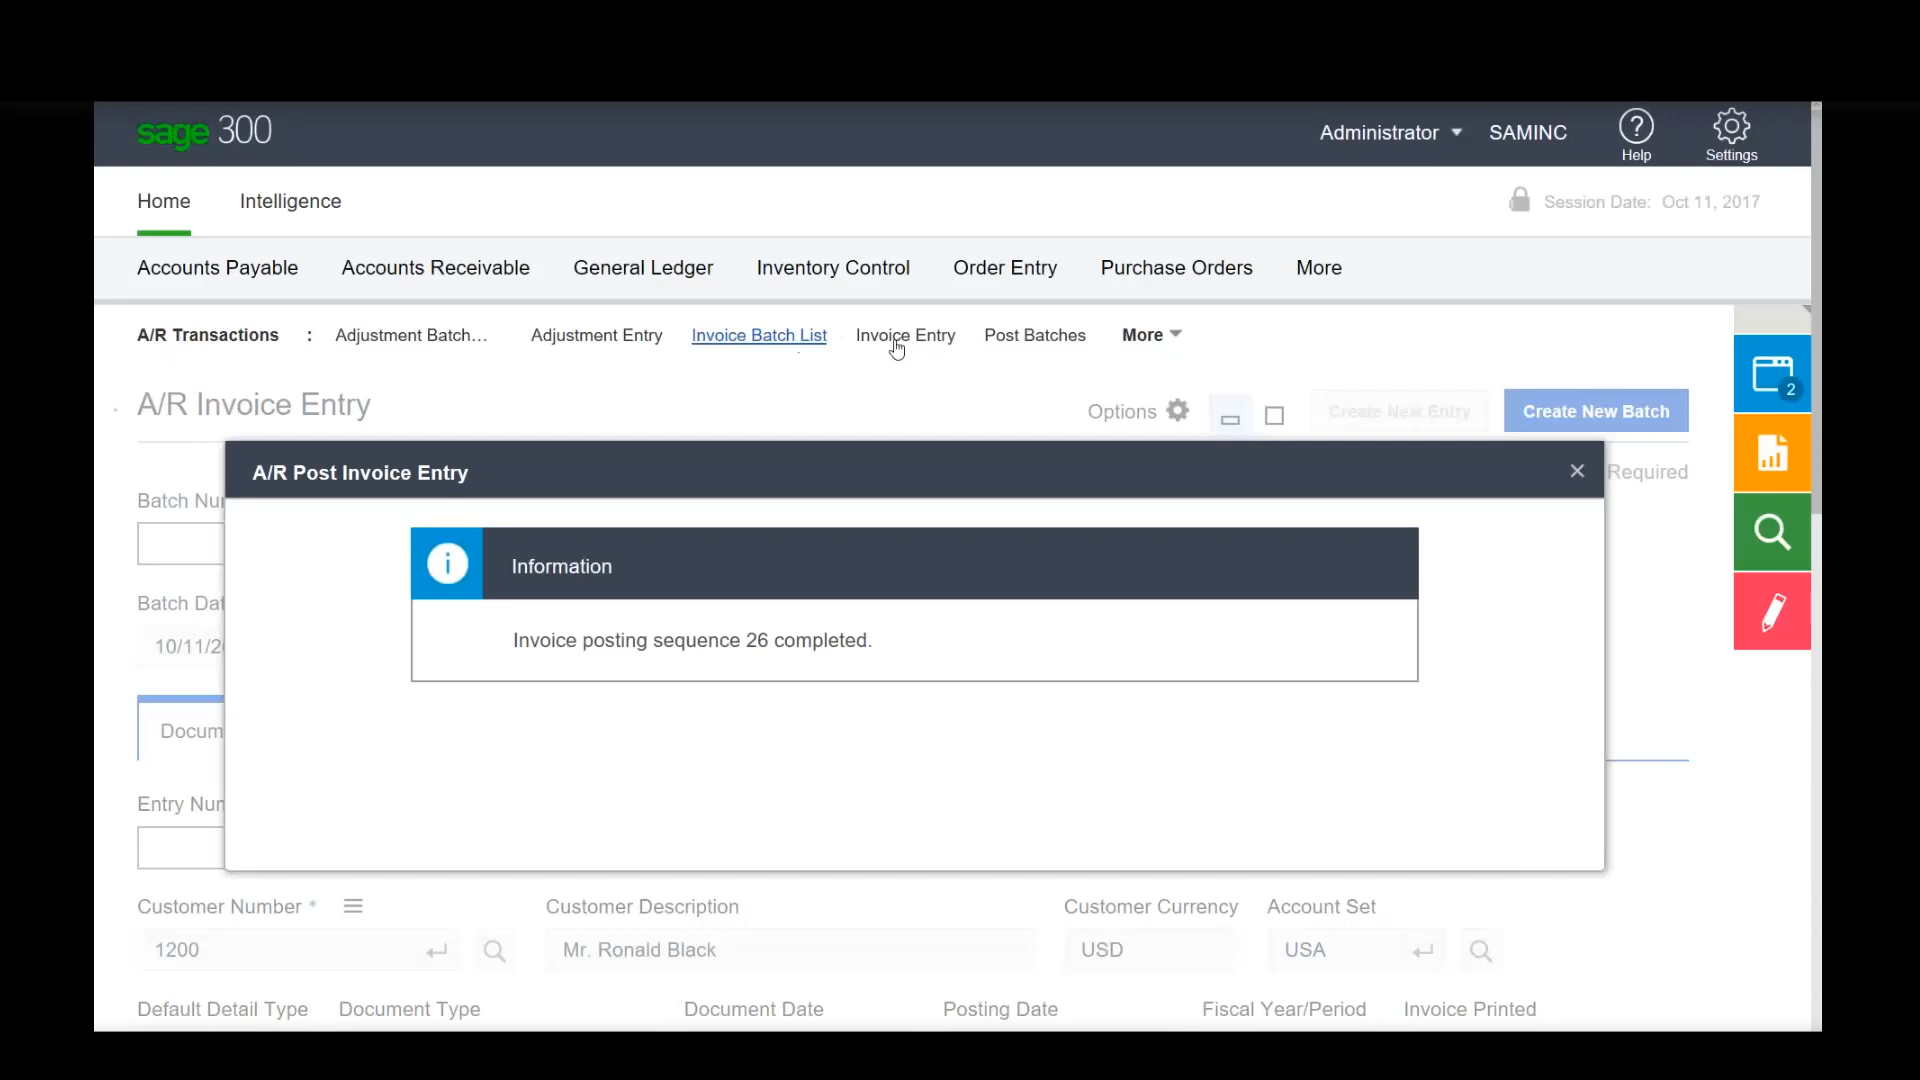 sage 300
Administrator SAMINC
Help Settings
Home Intelligence Session Date: Oct 11, 2017
Accounts Payable Accounts Receivable General Ledger Inventory Control Order Entry Purchase Orders More
A/R Transactions : Adjustment Batch... Adjustment Entry Invoice Batch List Invoice Entry Post Batches More
2
A/R Invoice Entry Options Create New Entry Create New Batch
A/R Post Invoice Entry
Required
Batch Nu
Information
Batch Dat
Invoice posting sequence 26 completed.
10/11/2
Docum
Entry Nu
Customer Number * Customer Description Customer Currency Account Set
1200 Mr. Ronald Black USD USA
Default Detail Type Document Type Document Date Posting Date Fiscal Year/Period Invoice Printed